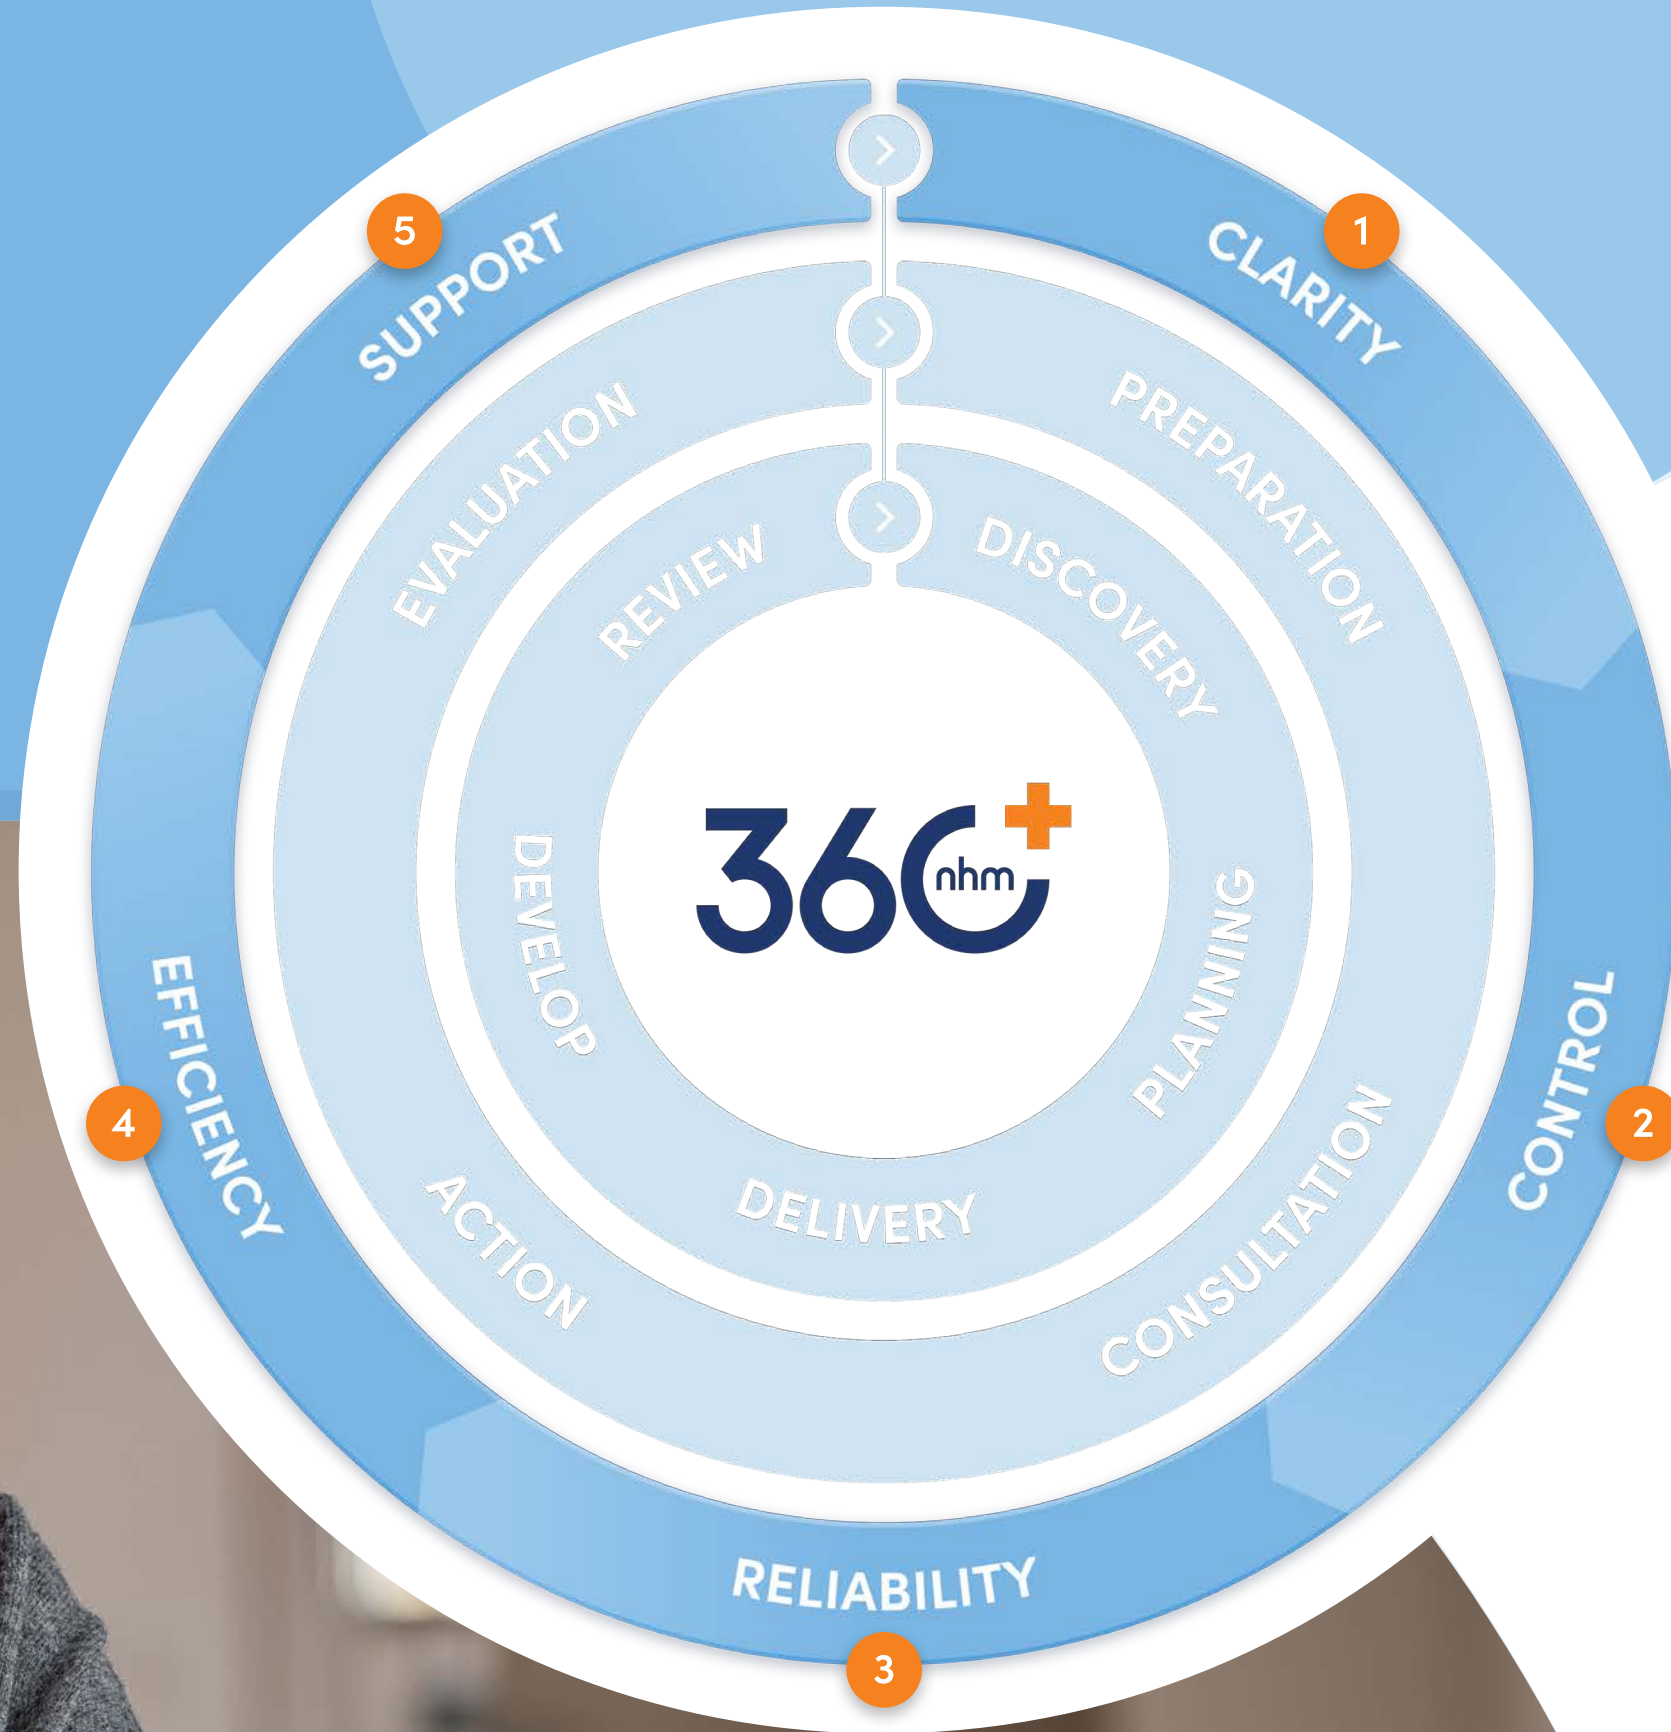 1
CLARITY
2
CONTROL
3
RELIABILITY
4
EFFICIENCY
5
SUPPORT
PREPARATION
CONSULTATION
ACTION
EVALUATION
DISCOVERY
PLANNING
DELIVERY
DEVELOP
REVIEW
360+
nhm